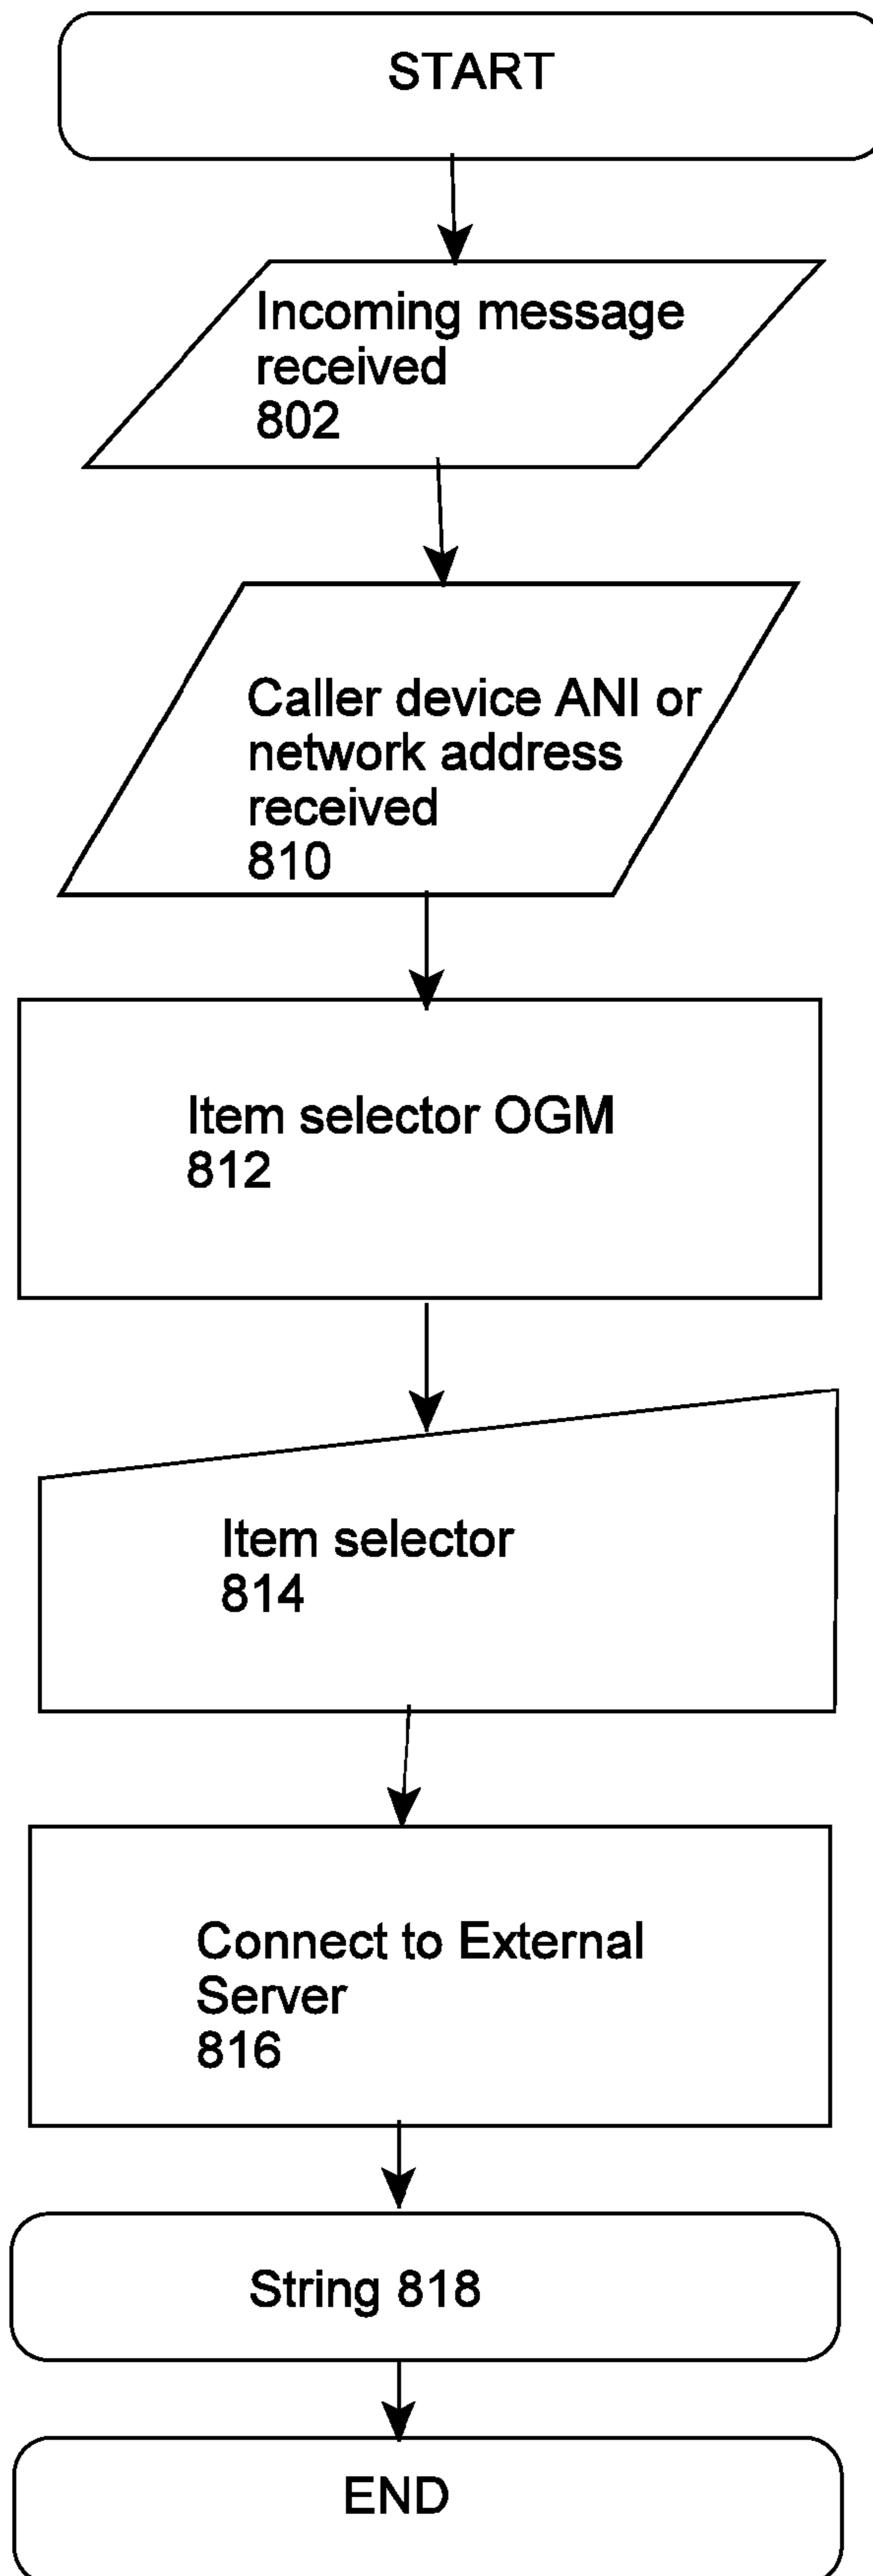 START
Incoming message
received
802
Caller device ANI or
network address
received
810
Item selector OGM
812
Item selector
814
Connect to External
Server
816
String 818
END